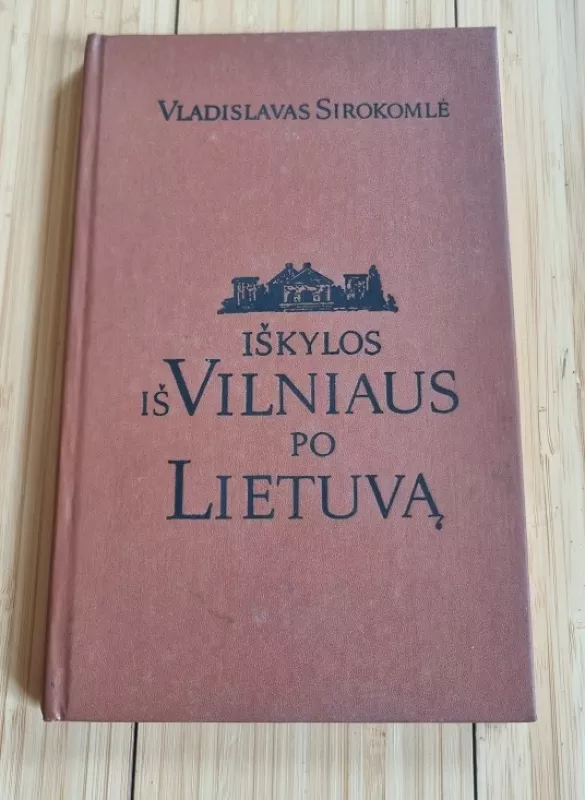 VLADISLAVAS SIROKOMLĖ
IŠKYLOS
IŠ VILNIAUS
PO
LIETUVĄ